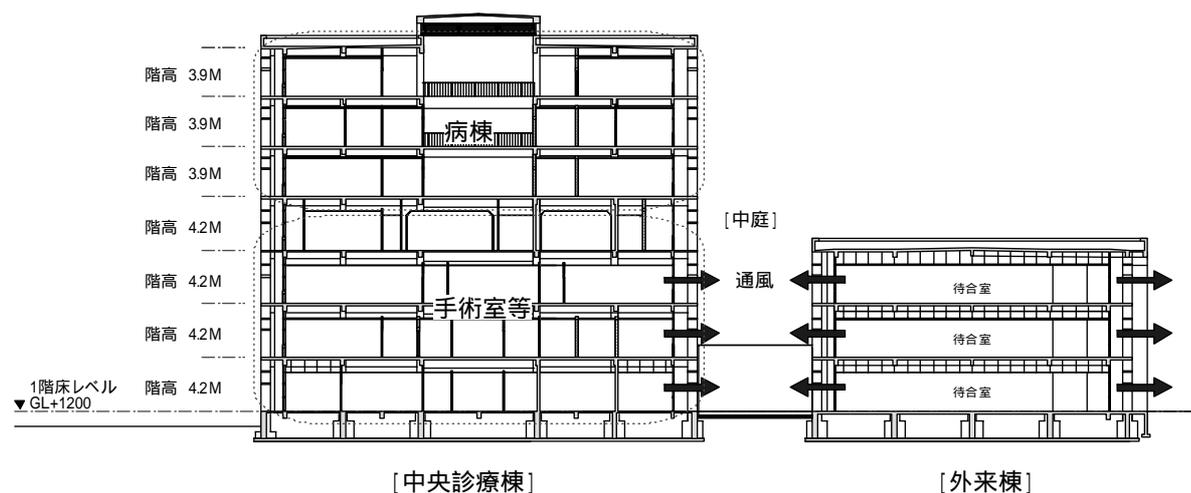 階高 3.9M
階高 3.9M
病棟
階高 3.9M
階高 4.2M
[中庭]
階高 4.2M
通風
待合室
手術室等
階高 4.2M
待合室
1階床レベル
GL+1200
階高 4.2M
待合室
[中央診療棟]
[外来棟]